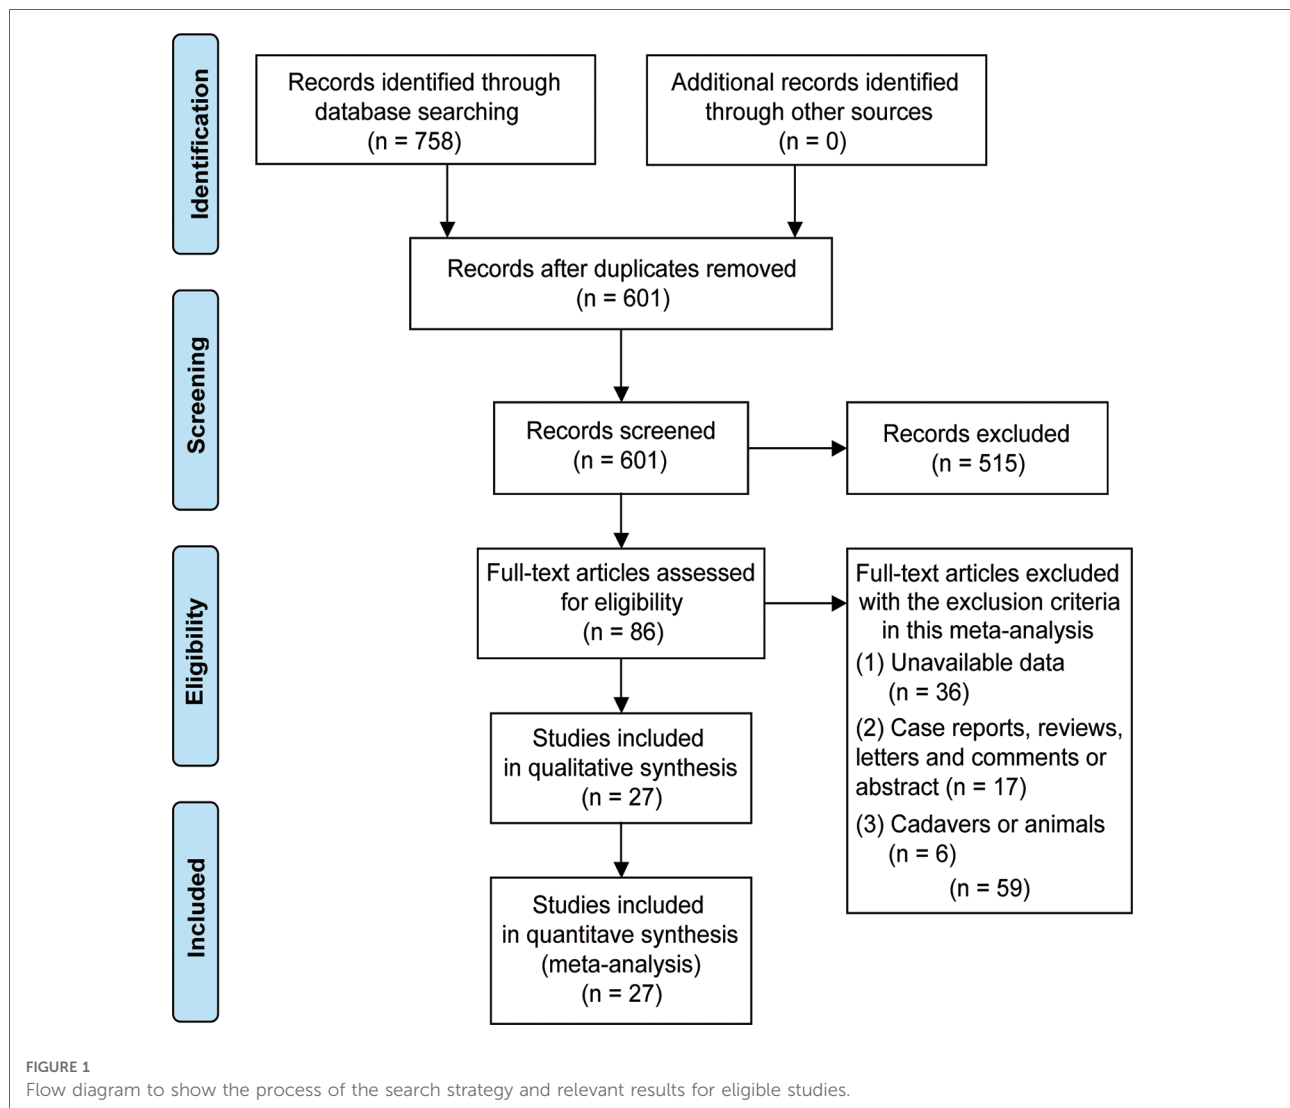 Identification
Records identified through
database searching
(n = 758)
Additional records identified
through other sources
(n = 0)
Records after duplicates removed
(n = 601)
Screening
Records screened
(n = 601)
Records excluded
(n = 515)
Eligibility
Full-text articles assessed
for eligibility
(n = 86)
Full-text articles excluded
with the exclusion criteria
in this meta-analysis
(1) Unavailable data
(n = 36)
(2) Case reports, reviews,
letters and comments or
abstract (n = 17)
(3) Cadavers or animals
(n = 6)
(n = 59)
Studies included
in qualitative synthesis
(n = 27)
Included
Studies included
in quantitave synthesis
(meta-analysis)
(n = 27)
FIGURE 1
Flow diagram to show the process of the search strategy and relevant results for eligible studies.